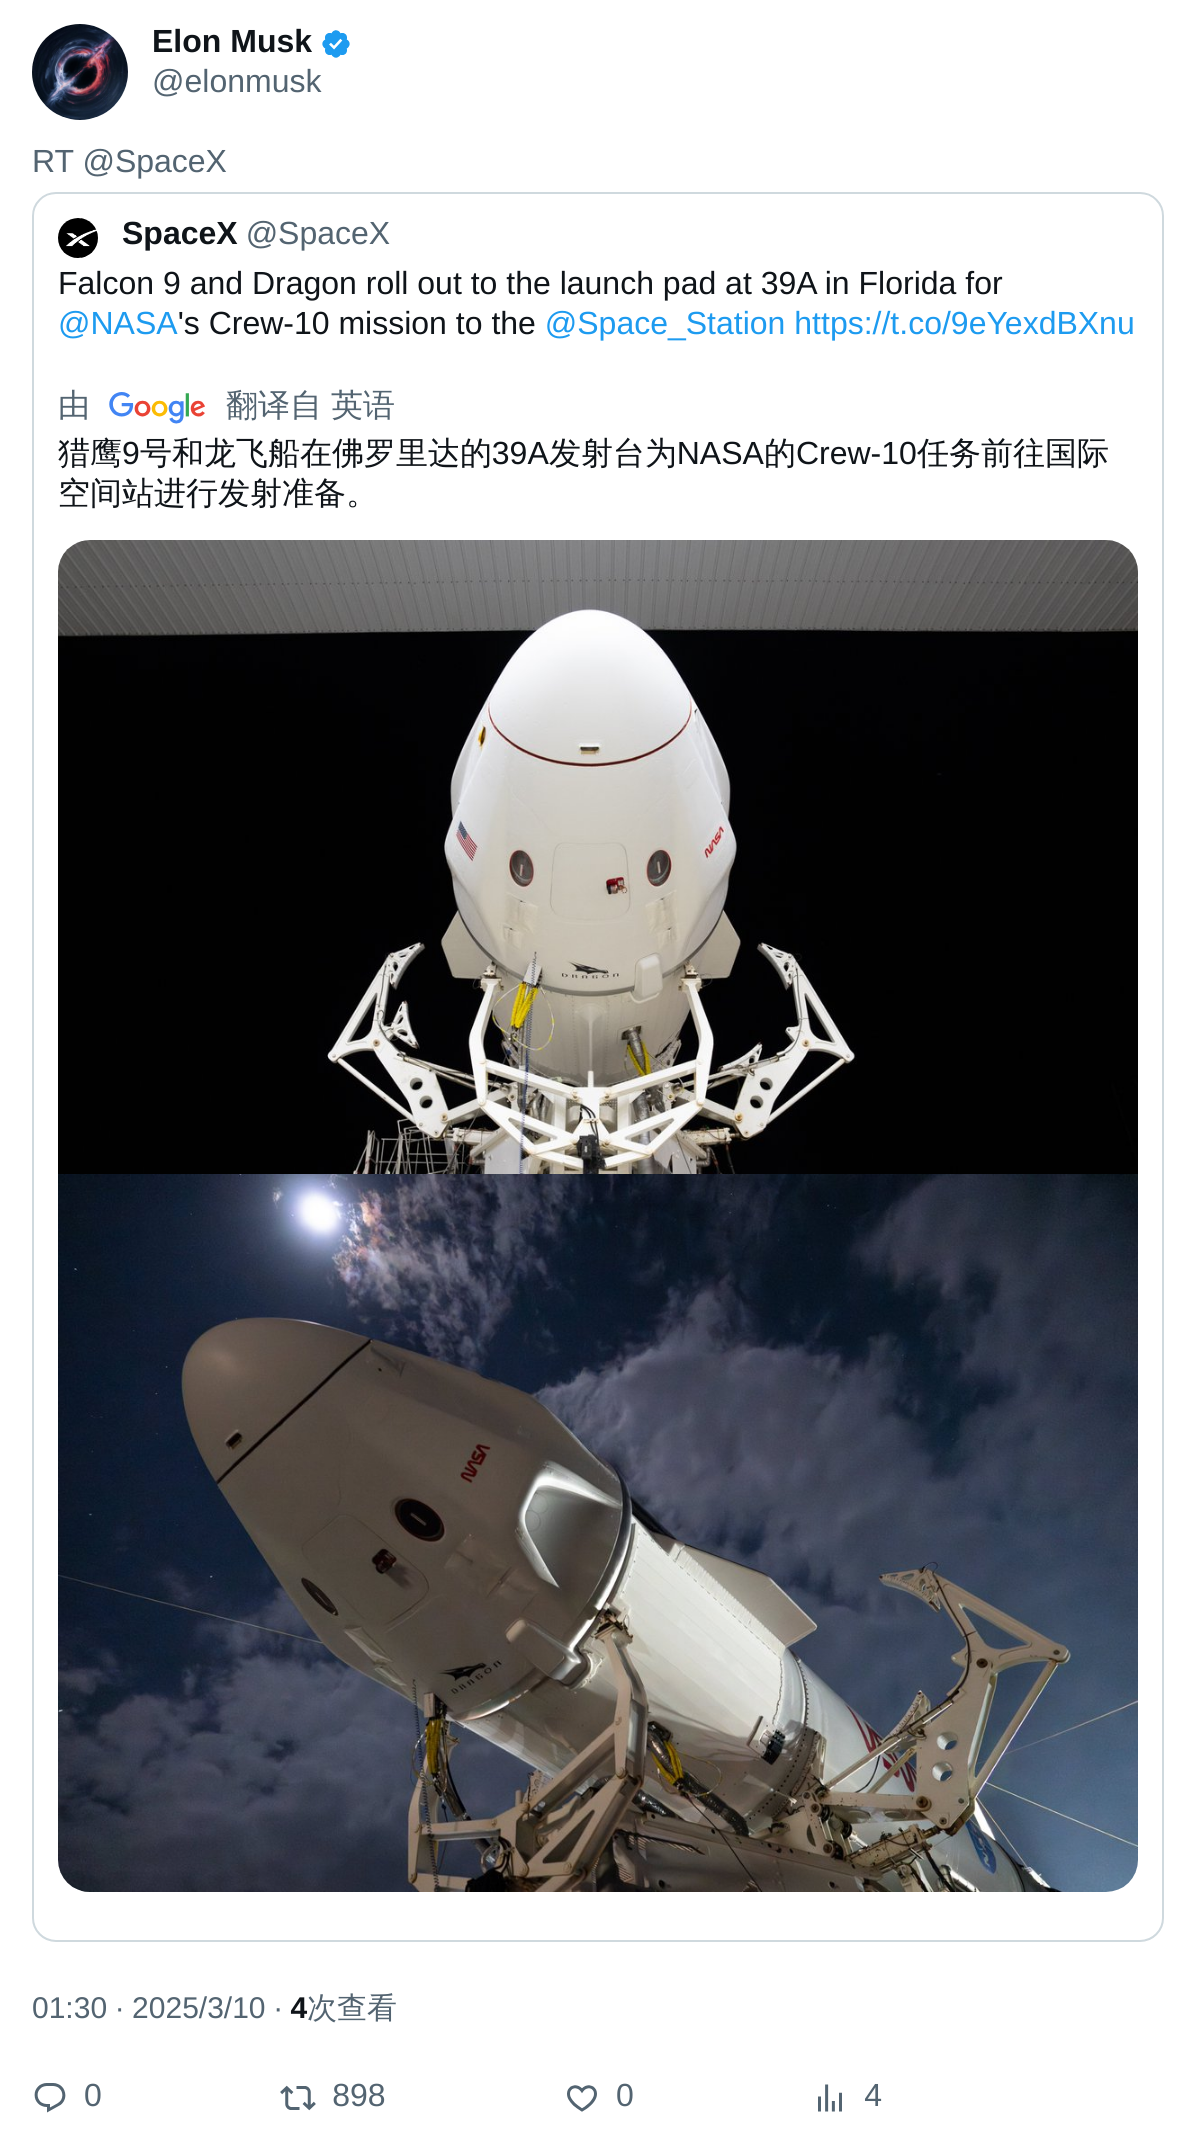 Elon Musk
@elonmusk
RT @SpaceX
SpaceX @SpaceX
Falcon 9 and Dragon roll out to the launch pad at 39A in Florida for
@NASA's Crew-10 mission to the @Space_Station https://t.co/9eYexdBXnu
由 Google 翻译自 英语
猎鹰9号和龙飞船在佛罗里达的39A发射台为NASA的Crew-10任务前往国际
空间站进行发射准备。
NASA
DRAGON
NASA
DRAGON
01:30 · 2025/3/10 · 4次查看
0 898 0 4